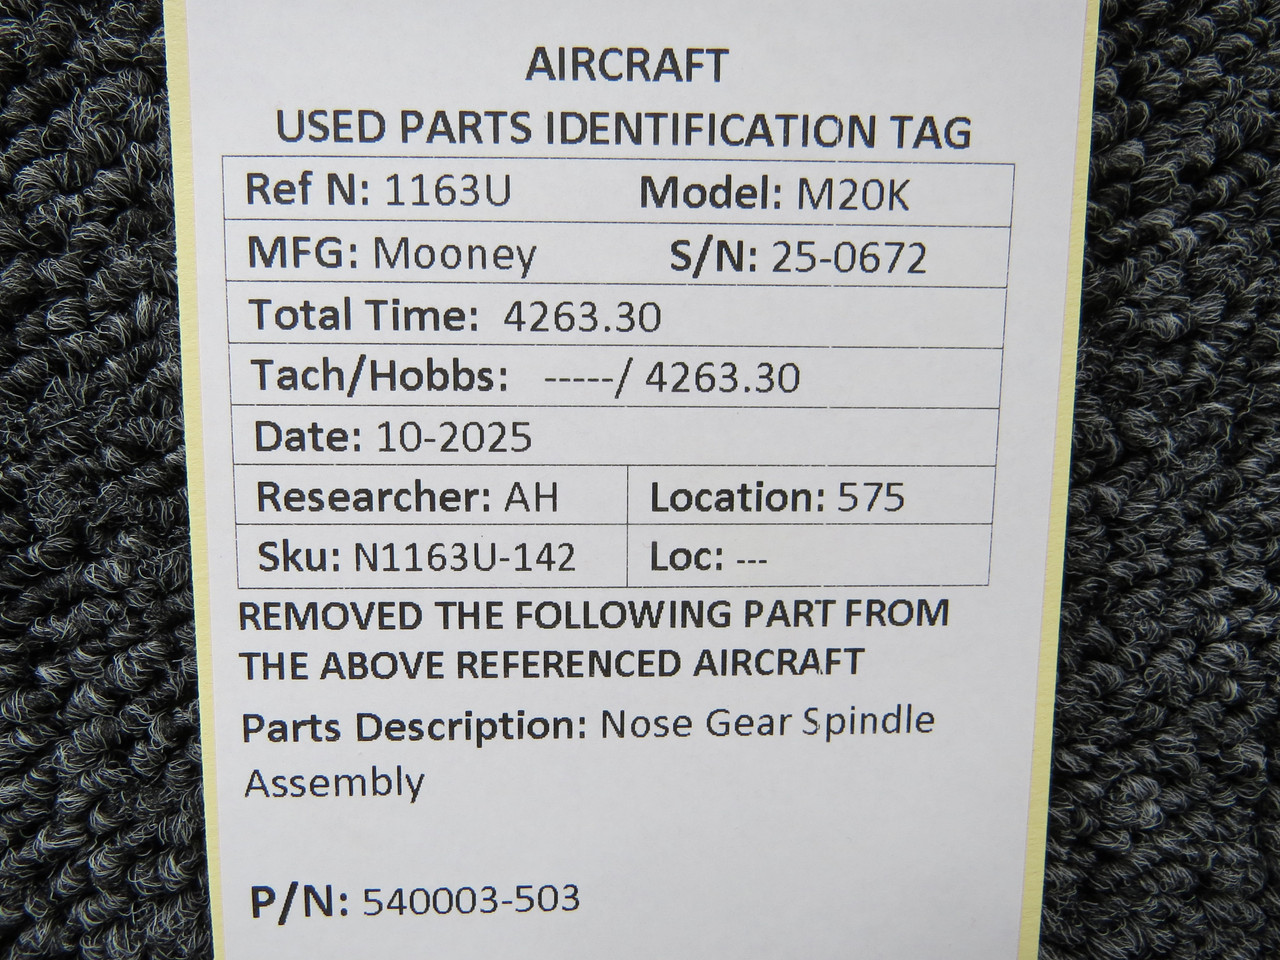 AIRCRAFT
USED PARTS IDENTIFICATION TAG
Ref N: 1163U Model: M20K
MFG: Mooney S/N: 25-0672
Total Time: 4263.30
Tach/Hobbs: -----/ 4263.30
Date: 10-2025
Researcher: AH Location: 575
Sku: N1163U-142 Loc: ---
REMOVED THE FOLLOWING PART FROM
THE ABOVE REFERENCED AIRCRAFT
Parts Description: Nose Gear Spindle
Assembly
P/N: 540003-503